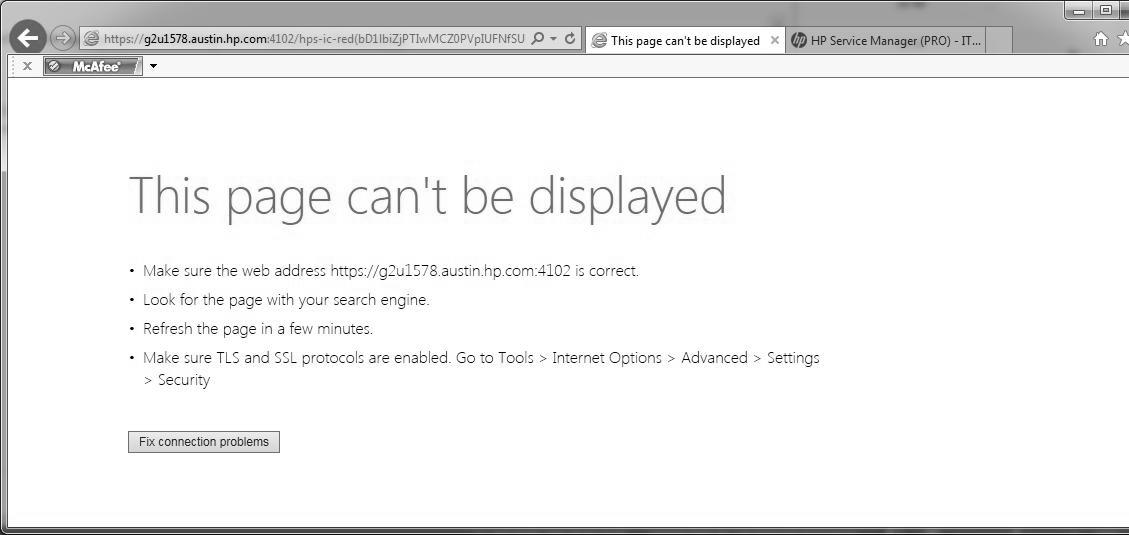 https://g2u1578.austin.hp.com:4102/hps-ic-red(bD1lbiZjPTIwMCZ0PVpIUFNfSU
This page can't be displayed
HP Service Manager (PRO) - IT...
McAfee
This page can't be displayed
• Make sure the web address https://g2u1578.austin.hp.com:4102 is correct.
• Look for the page with your search engine.
• Refresh the page in a few minutes.
• Make sure TLS and SSL protocols are enabled. Go to Tools > Internet Options > Advanced > Settings
> Security
Fix connection problems